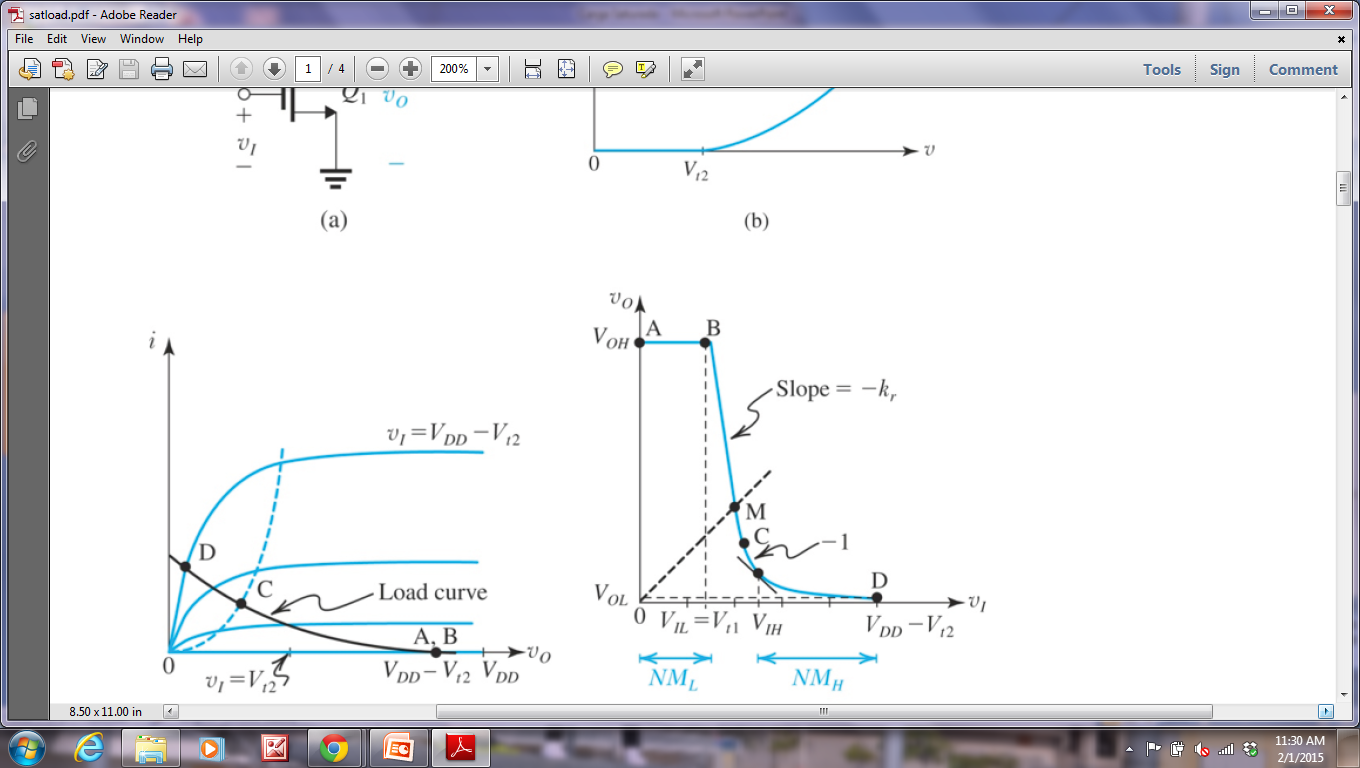 satload.pdf - Adobe Reader
File Edit View Window Help
1 / 4 200% Tools Sign Comment
Q1 vO
+
vI
−
−
0 Vt2 v
(a) (b)
vO
VOH A B
i
Slope = −kr
vI = VDD − Vt2
M
C −1
D
C Load curve
VOL D
A, B
0 vI = Vt2 VDD − Vt2 VDD vO
0 VIL = Vt1 VIH VDD − Vt2 vI
NML NMH
8.50 x 11.00 in
11:30 AM
2/1/2015